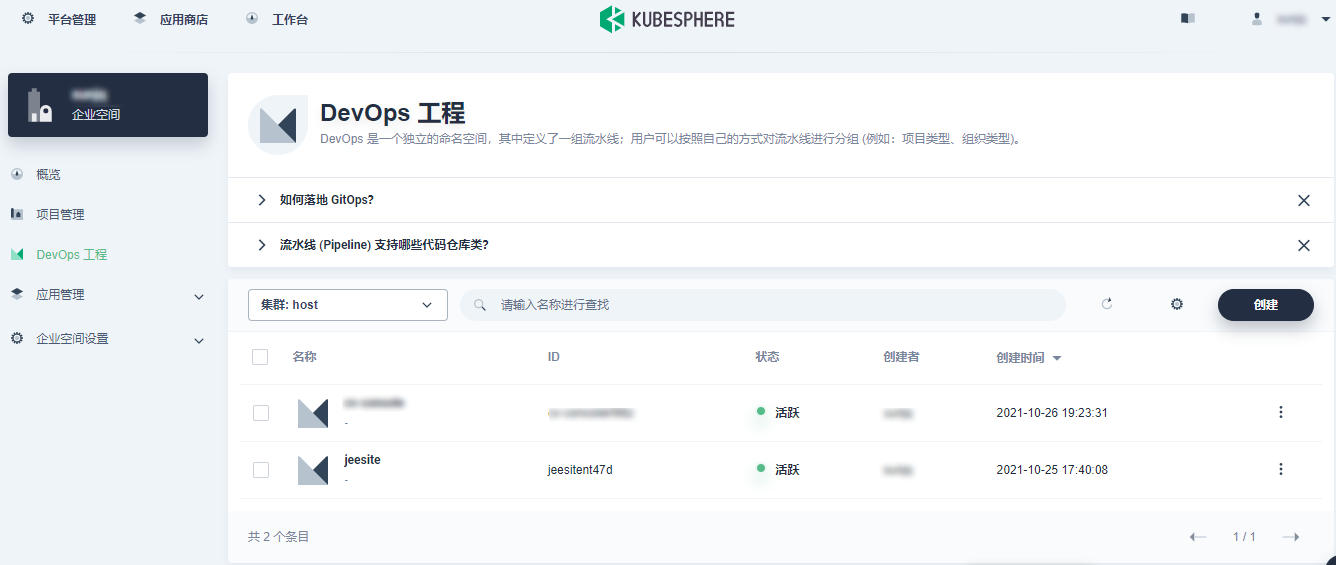 平台管理 应用商店 工作台 KUBESPHERE
企业空间
概览
项目管理
DevOps 工程
应用管理
企业空间设置
DevOps 工程
DevOps 是一个独立的命名空间，其中定义了一组流水线；用户可以按照自己的方式对流水线进行分组 (例如：项目类型、组织类型)。
如何落地 GitOps?
流水线 (Pipeline) 支持哪些代码仓库类?
集群: host 请输入名称进行查找 创建
名称 ID 状态 创建者 创建时间
活跃 2021-10-26 19:23:31
-
jeesite jeesitent47d 活跃 2021-10-25 17:40:08
-
共 2 个条目 1 / 1